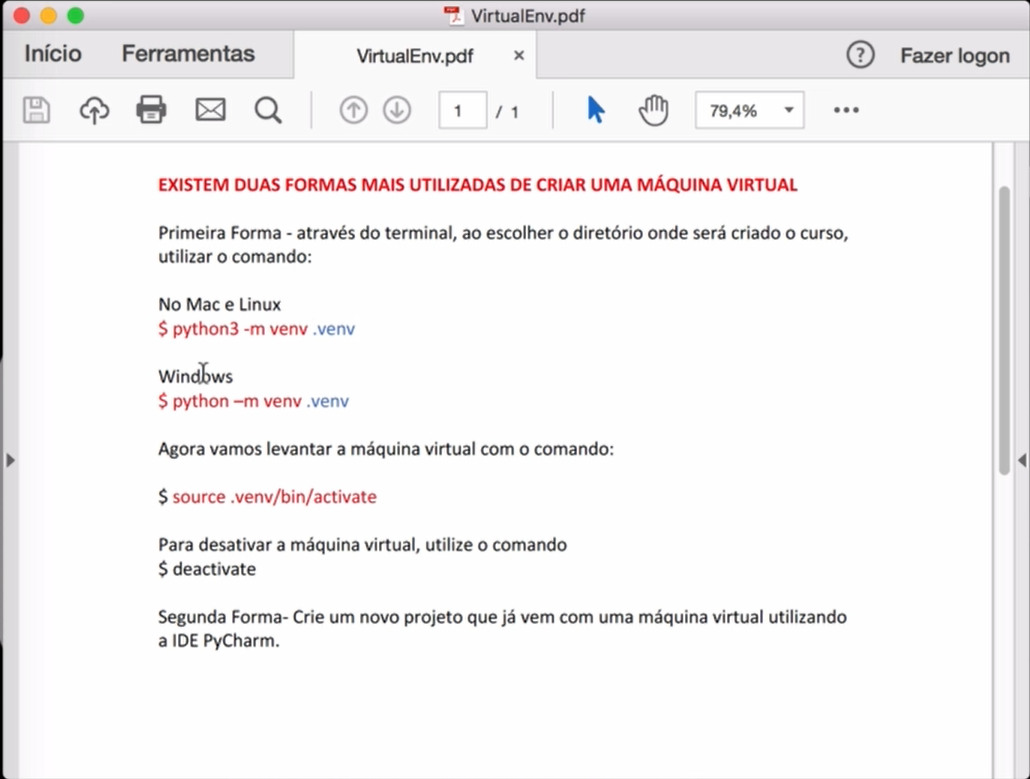 VirtualEnv.pdf
Início Ferramentas VirtualEnv.pdf × ? Fazer logon
1 / 1 79,4%
EXISTEM DUAS FORMAS MAIS UTILIZADAS DE CRIAR UMA MÁQUINA VIRTUAL
Primeira Forma - através do terminal, ao escolher o diretório onde será criado o curso,
utilizar o comando:
No Mac e Linux
$ python3 -m venv .venv
Windows
$ python –m venv .venv
Agora vamos levantar a máquina virtual com o comando:
$ source .venv/bin/activate
Para desativar a máquina virtual, utilize o comando
$ deactivate
Segunda Forma- Crie um novo projeto que já vem com uma máquina virtual utilizando
a IDE PyCharm.